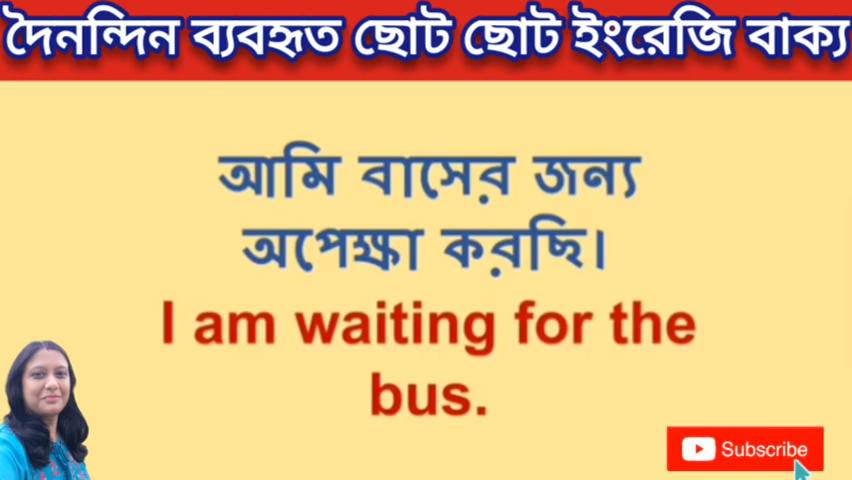 দৈনন্দিন ব্যবহৃত ছোট ছোট ইংরেজি বাক্য
আমি বাসের জন্য
অপেক্ষা করছি।
I am waiting for the
bus.
Subscribe